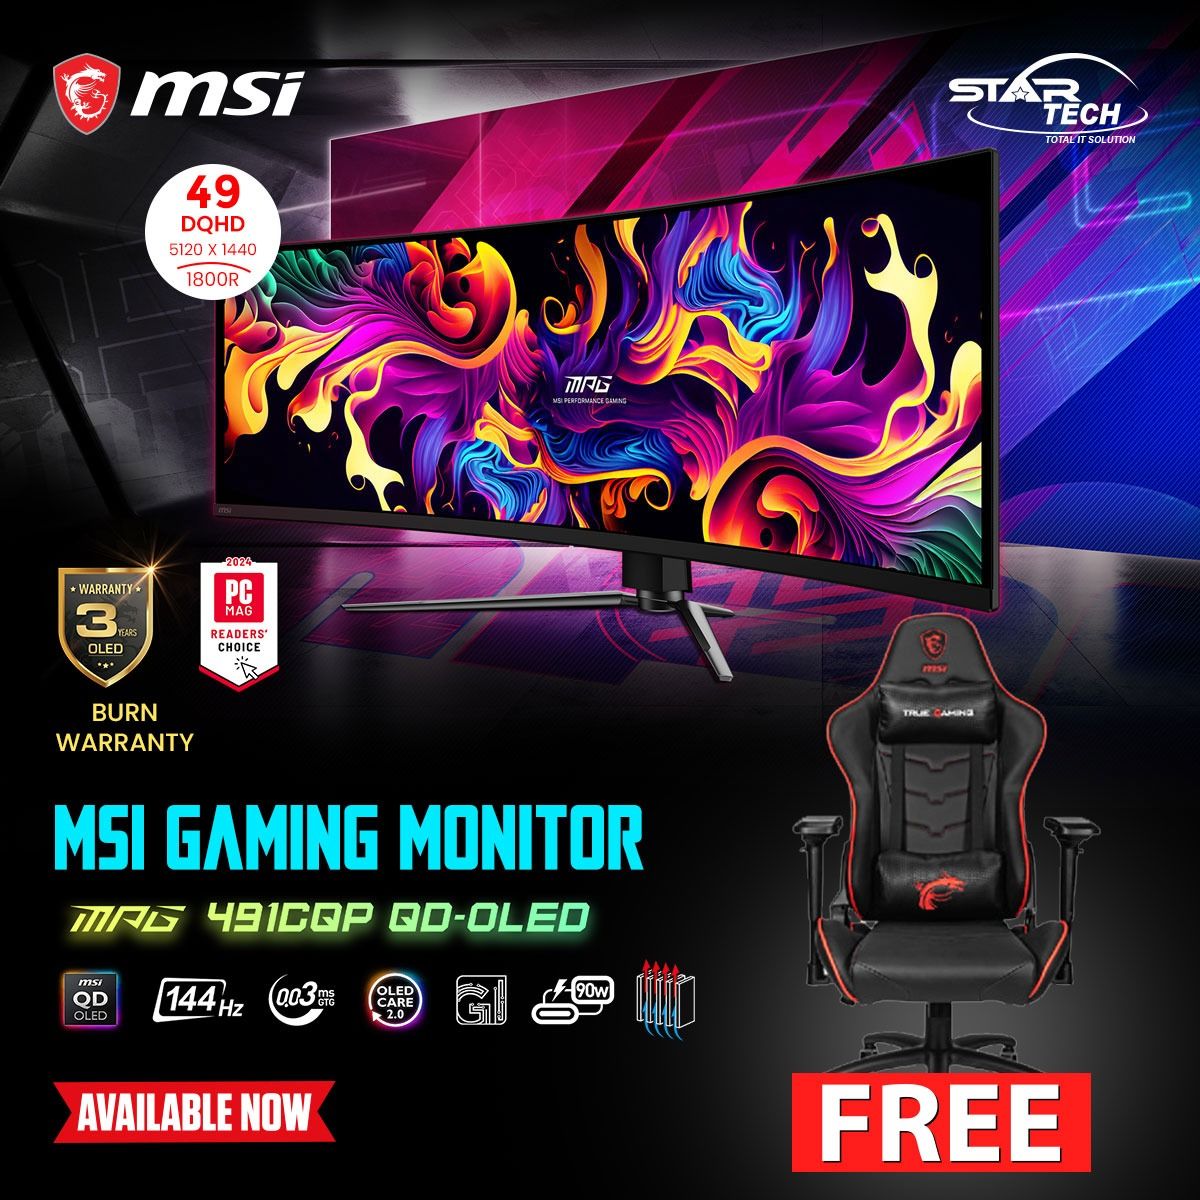 msi
STAR
TECH
TOTAL IT SOLUTION
49
DQHD
5120 X 1440
1800R
MPG
MSI PERFORMANCE GAMING
msi
WARRANTY
3 YEARS
OLED
BURN
WARRANTY
2024
PC
MAG
READERS'
CHOICE
msi
TRUE GAMING
MSI GAMING MONITOR
MPG 491CQP QD-OLED
msi
QD
OLED
144Hz
0.03ms
GTG
OLED
CARE
2.0
GI
90W
AVAILABLE NOW
FREE